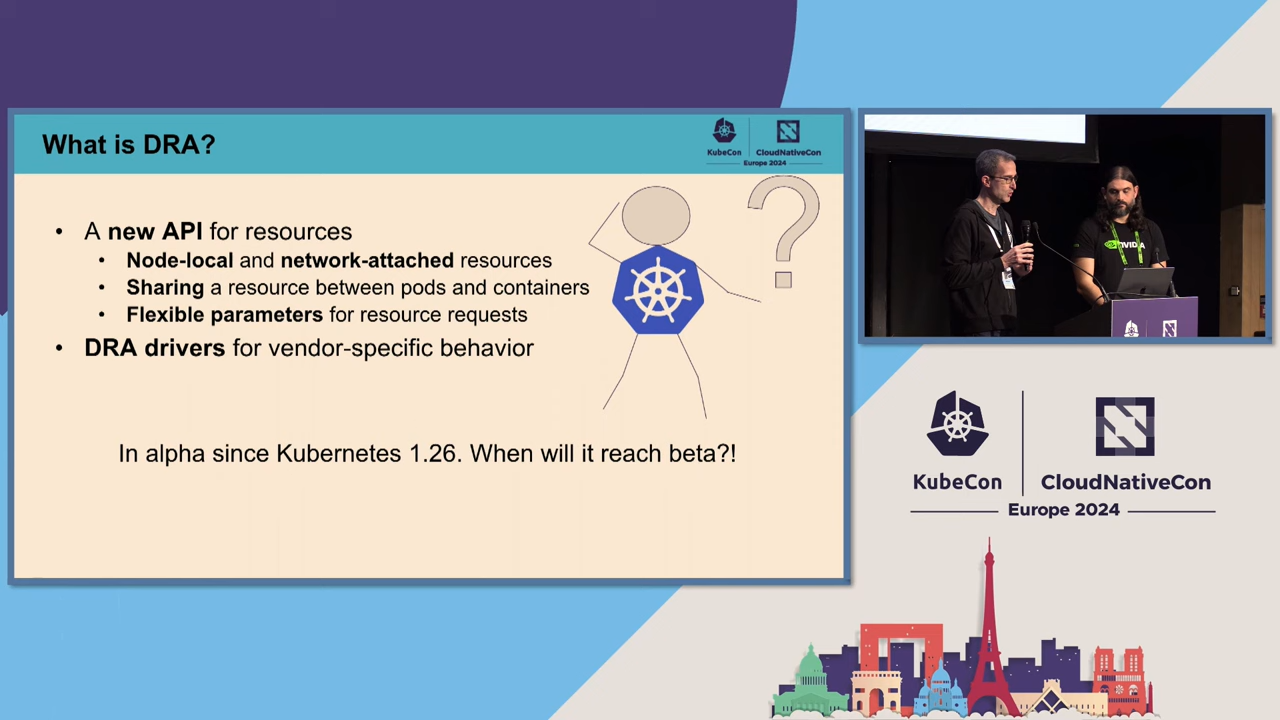 What is DRA?
KubeCon
CloudNativeCon
Europe 2024
• A new API for resources
• Node-local and network-attached resources
• Sharing a resource between pods and containers
• Flexible parameters for resource requests
• DRA drivers for vendor-specific behavior
In alpha since Kubernetes 1.26. When will it reach beta?!
NVIDIA
KubeCon
CloudNativeCon
Europe 2024